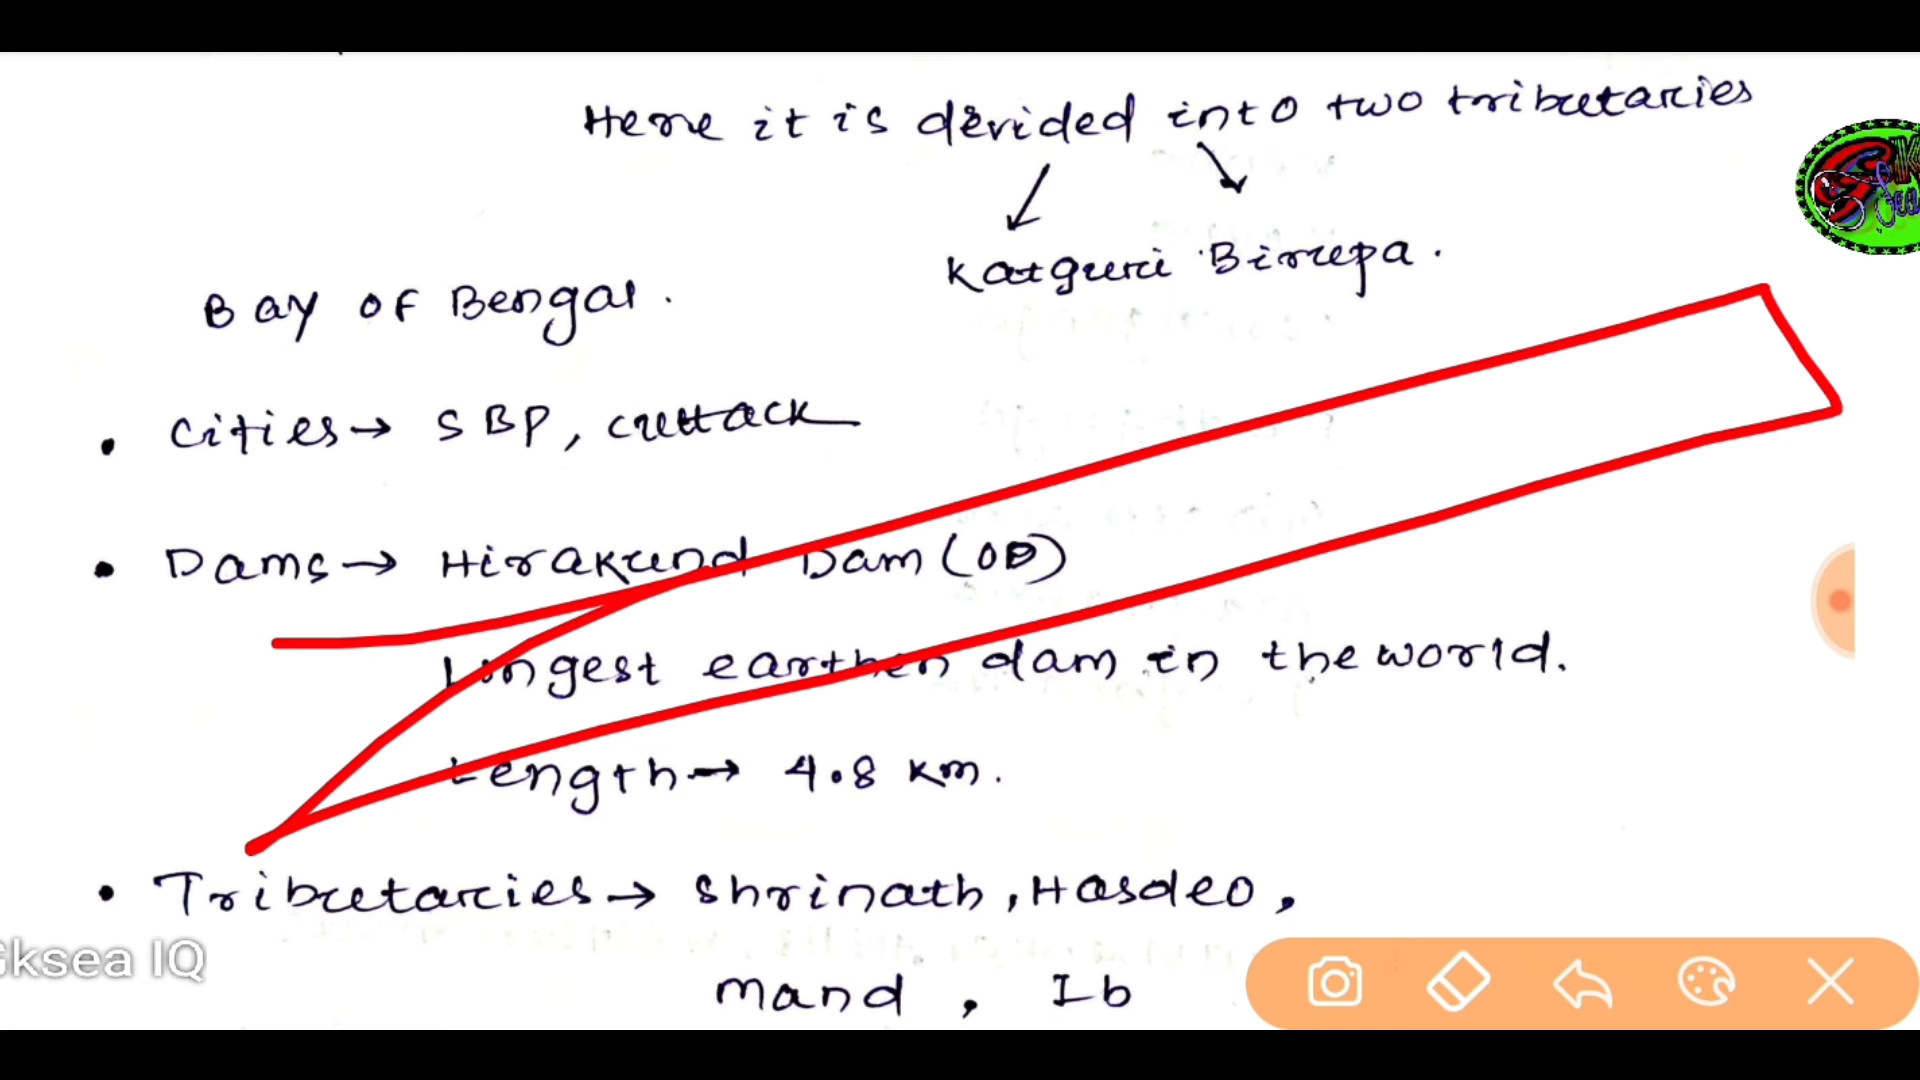 Here it is devided into two tributaries
↙ ↘
Katguri Birupa.
Bay of Bengal.
• Cities → SBP, cuttack
• Dams → Hirakund Dam (OD)
Longest earthen dam in the world.
Length → 4.8 km.
• Tributaries → Shrinath, Hasdeo,
Gksea IQ
mand, Ib